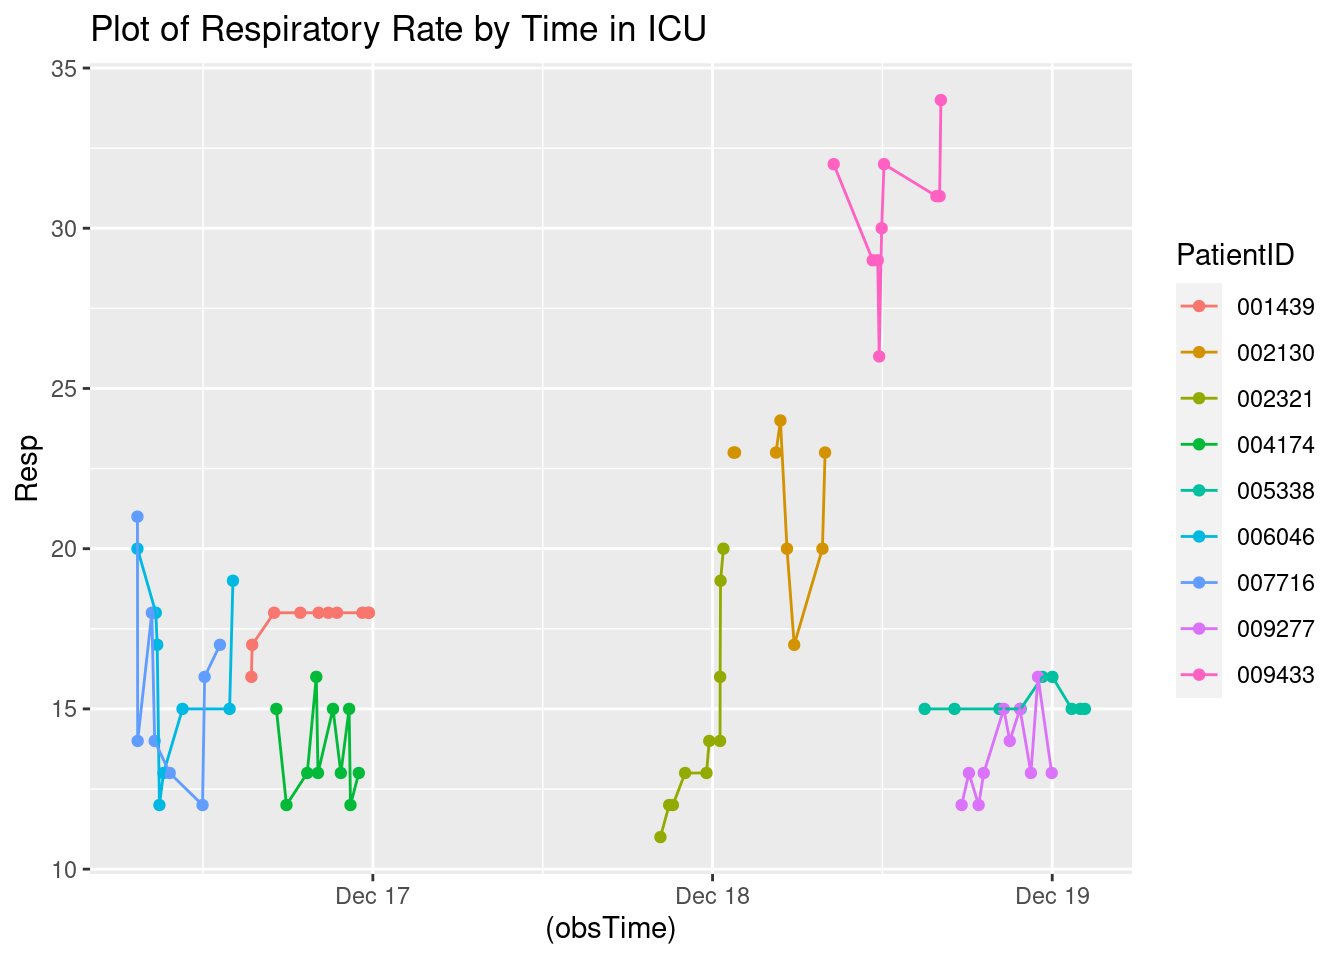 Plot of Respiratory Rate by Time in ICU
35
30
25
20
15
10
Resp
Dec 17
Dec 18
Dec 19
(obsTime)
PatientID
001439
002130
002321
004174
005338
006046
007716
009277
009433